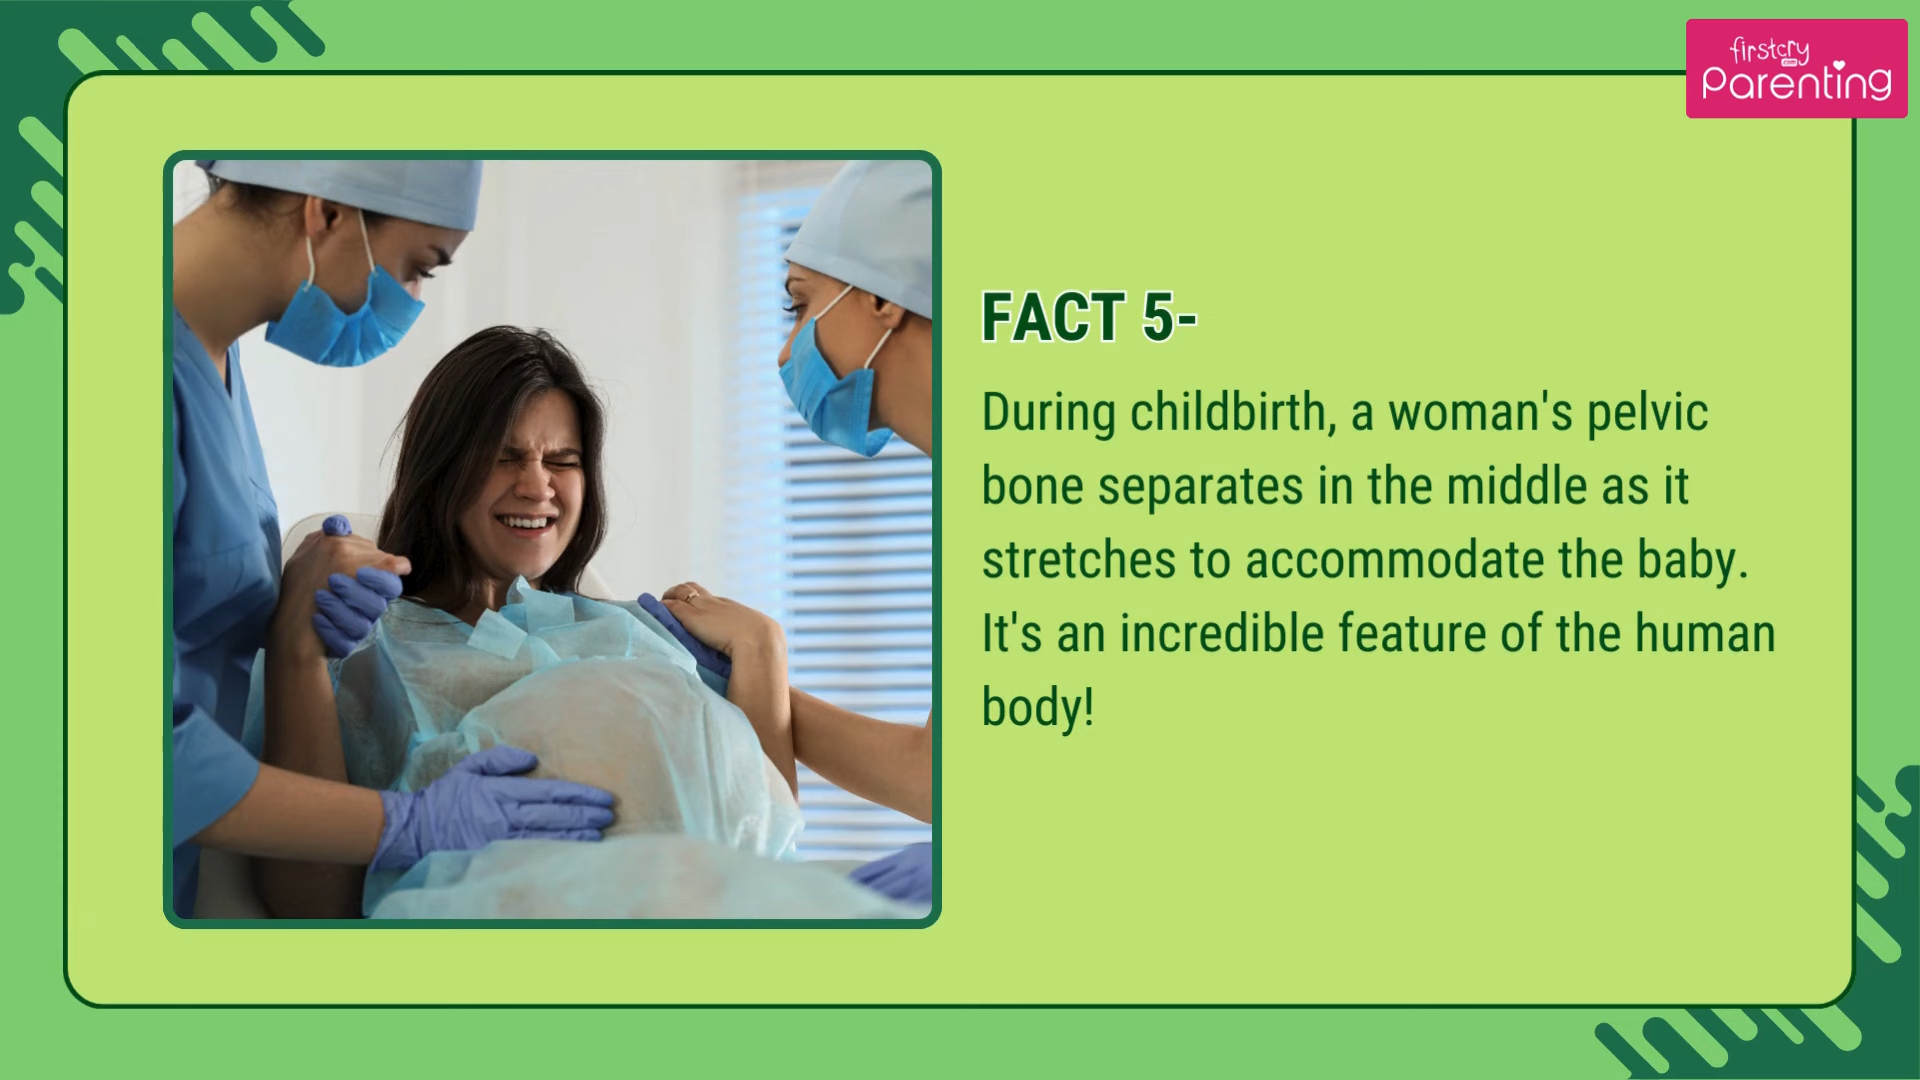 firstcry
.com
Parenting
FACT 5-
During childbirth, a woman's pelvic
bone separates in the middle as it
stretches to accommodate the baby.
It's an incredible feature of the human
body!